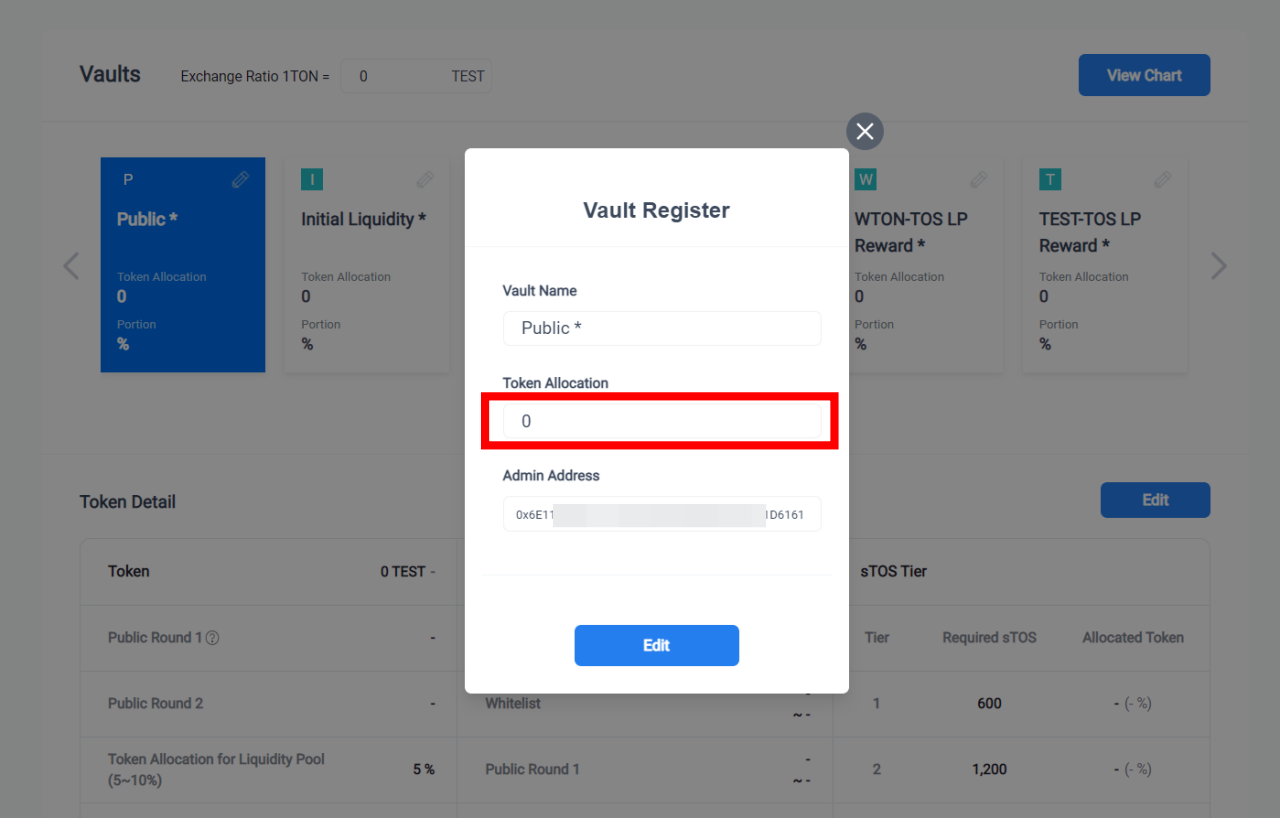 Vaults
Exchange Ratio 1TON =
0 TEST
View Chart
P
Public *
Token Allocation
0
Portion
%
I
Initial Liquidity *
Token Allocation
0
Portion
%
W
WTON-TOS LP
Reward *
Token Allocation
0
Portion
%
T
TEST-TOS LP
Reward *
Token Allocation
0
Portion
%
Vault Register
Vault Name
Public *
Token Allocation
0
Admin Address
0x6E11
1D6161
Edit
Token Detail
Edit
Token 0 TEST -
Public Round 1 ? -
Public Round 2 -
Token Allocation for Liquidity Pool
(5~10%)
5 %
Whitelist
-
~ -
Public Round 1
-
~ -
sTOS Tier
Tier Required sTOS Allocated Token
1 600 - (- %)
2 1,200 - (- %)